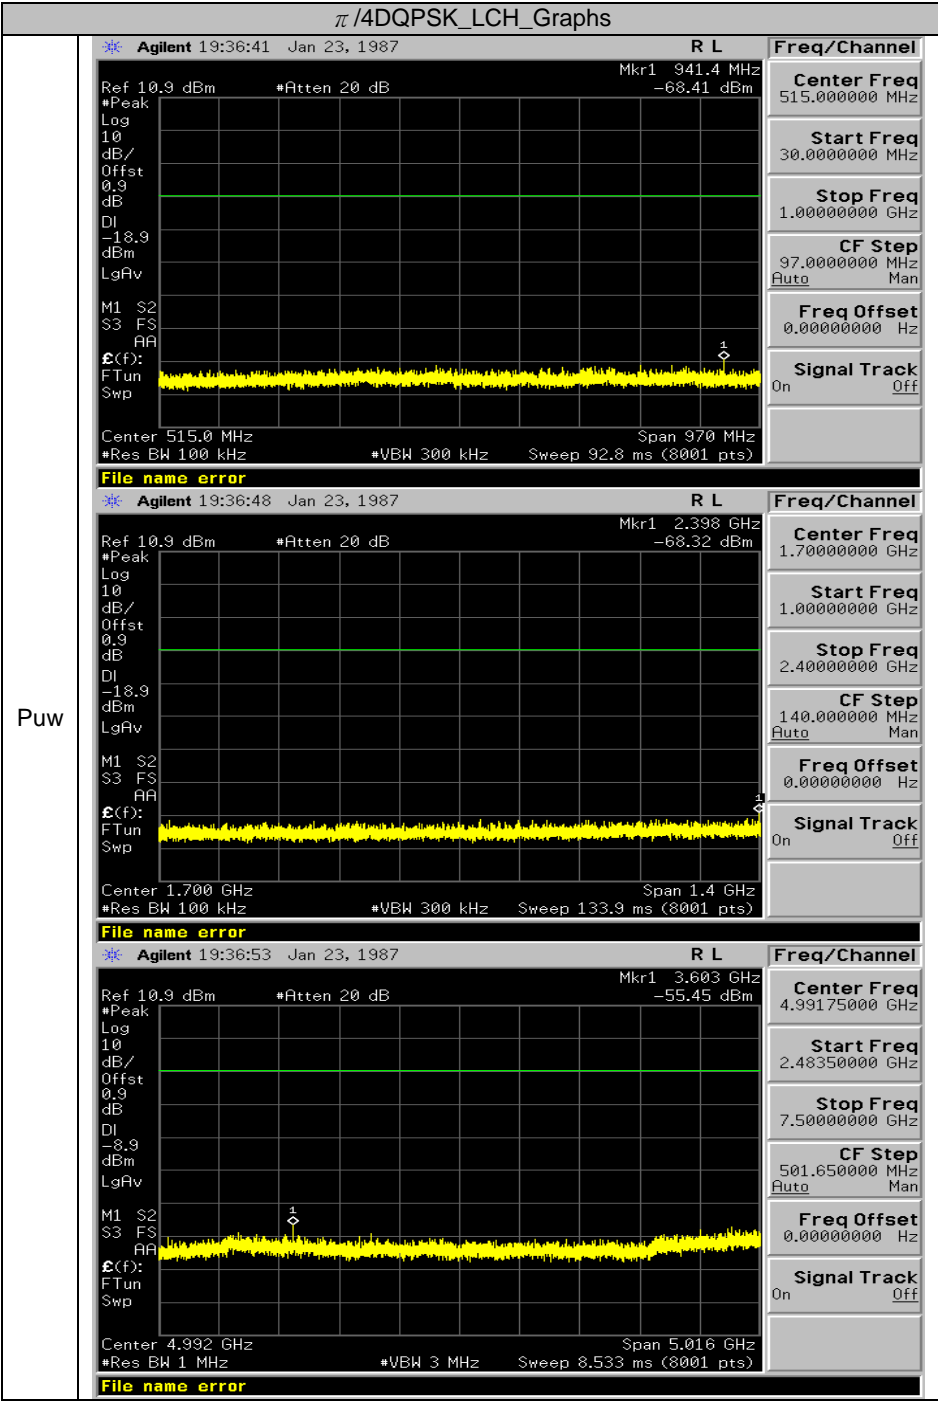 π/4DQPSK_LCH_Graphs
Puw
Agilent 19:36:41 Jan 23, 1987 R L Freq/Channel
Mkr1 941.4 MHz
Ref 10.9 dBm #Atten 20 dB -68.41 dBm
#Peak
Log
10
dB/
Offst
0.9
dB
DI
-18.9
dBm
LgAv
M1 S2
S3 FS
AA
£(f):
FTun
Swp
1
Center 515.0 MHz Span 970 MHz
#Res BW 100 kHz #VBW 300 kHz Sweep 92.8 ms (8001 pts)
Center Freq
515.000000 MHz
Start Freq
30.0000000 MHz
Stop Freq
1.00000000 GHz
CF Step
97.0000000 MHz
Auto Man
Freq Offset
0.00000000 Hz
Signal Track
On Off
File name error
Agilent 19:36:48 Jan 23, 1987 R L Freq/Channel
Mkr1 2.398 GHz
Ref 10.9 dBm #Atten 20 dB -68.32 dBm
#Peak
Log
10
dB/
Offst
0.9
dB
DI
-18.9
dBm
LgAv
M1 S2
S3 FS
AA
£(f):
FTun
Swp
1
Center 1.700 GHz Span 1.4 GHz
#Res BW 100 kHz #VBW 300 kHz Sweep 133.9 ms (8001 pts)
Center Freq
1.70000000 GHz
Start Freq
1.00000000 GHz
Stop Freq
2.40000000 GHz
CF Step
140.000000 MHz
Auto Man
Freq Offset
0.00000000 Hz
Signal Track
On Off
File name error
Agilent 19:36:53 Jan 23, 1987 R L Freq/Channel
Mkr1 3.603 GHz
Ref 10.9 dBm #Atten 20 dB -55.45 dBm
#Peak
Log
10
dB/
Offst
0.9
dB
DI
-8.9
dBm
LgAv
M1 S2
S3 FS
AA
£(f):
FTun
Swp
1
Center 4.992 GHz Span 5.016 GHz
#Res BW 1 MHz #VBW 3 MHz Sweep 8.533 ms (8001 pts)
Center Freq
4.99175000 GHz
Start Freq
2.48350000 GHz
Stop Freq
7.50000000 GHz
CF Step
501.650000 MHz
Auto Man
Freq Offset
0.00000000 Hz
Signal Track
On Off
File name error